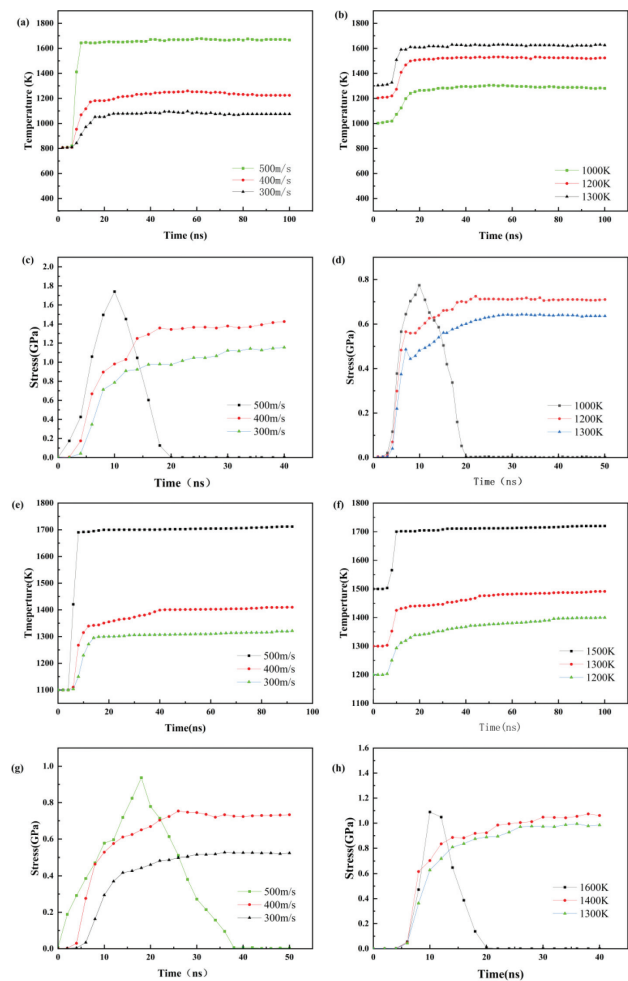 (a)
Temperature (K)
1800
1600
1400
1200
1000
800
600
400
500m/s
400m/s
300m/s
0 20 40 60 80 100
Time (ns)
(b)
Temperature (K)
1800
1600
1400
1200
1000
800
600
400
1000K
1200K
1300K
0 20 40 60 80 100
Time (ns)
(c)
Stress(GPa)
2.0
1.8
1.6
1.4
1.2
1.0
0.8
0.6
0.4
0.2
0.0
500m/s
400m/s
300m/s
0 10 20 30 40
Time（ns）
(d)
Stress(GPa)
0.8
0.6
0.4
0.2
0.0
1000K
1200K
1300K
0 10 20 30 40 50
Time（ns）
(e)
Tmeperture(K)
1800
1700
1600
1500
1400
1300
1200
1100
500m/s
400m/s
300m/s
0 20 40 60 80 100
Time(ns)
(f)
Temperture(K)
1800
1700
1600
1500
1400
1300
1200
1100
1500K
1300K
1200K
0 20 40 60 80 100
Time(ns)
(g)
Stress(GPa)
1.0
0.8
0.6
0.4
0.2
0.0
500m/s
400m/s
300m/s
0 10 20 30 40 50
Time（ns）
(h)
Stress(GPa)
1.6
1.4
1.2
1.0
0.8
0.6
0.4
0.2
0.0
1600K
1400K
1300K
0 10 20 30 40
Time(ns)